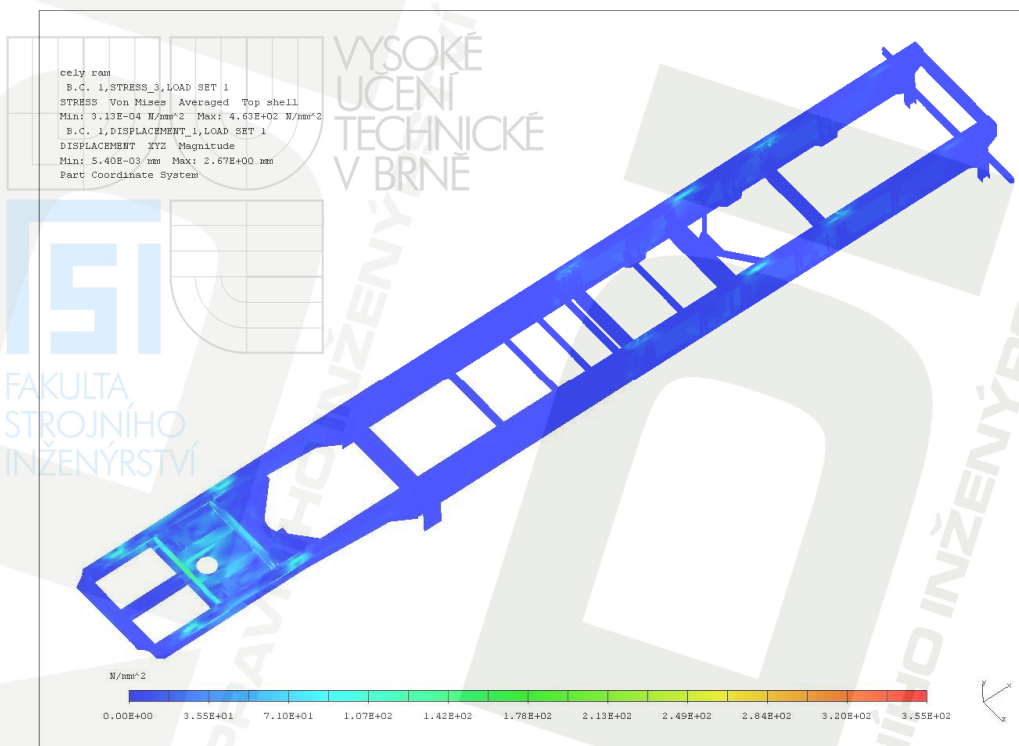 VYSOKÉ
UČENÍ
TECHNICKÉ
V BRNĚ
cely ram
B.C. 1,STRESS_3,LOAD SET 1
STRESS Von Mises Averaged Top shell
Min: 3.13E-04 N/mm^2 Max: 4.63E+02 N/mm^2
B.C. 1,DISPLACEMENT_1,LOAD SET 1
DISPLACEMENT XYZ Magnitude
Min: 5.40E-03 mm Max: 2.67E+00 mm
Part Coordinate System
FAKULTA
STROJNÍHO
INŽENÝRSTVÍ
N/mm^2
0.00E+00 3.55E+01 7.10E+01 1.07E+02 1.42E+02 1.78E+02 2.13E+02 2.49E+02 2.84E+02 3.20E+02 3.55E+02
Y
X
Z